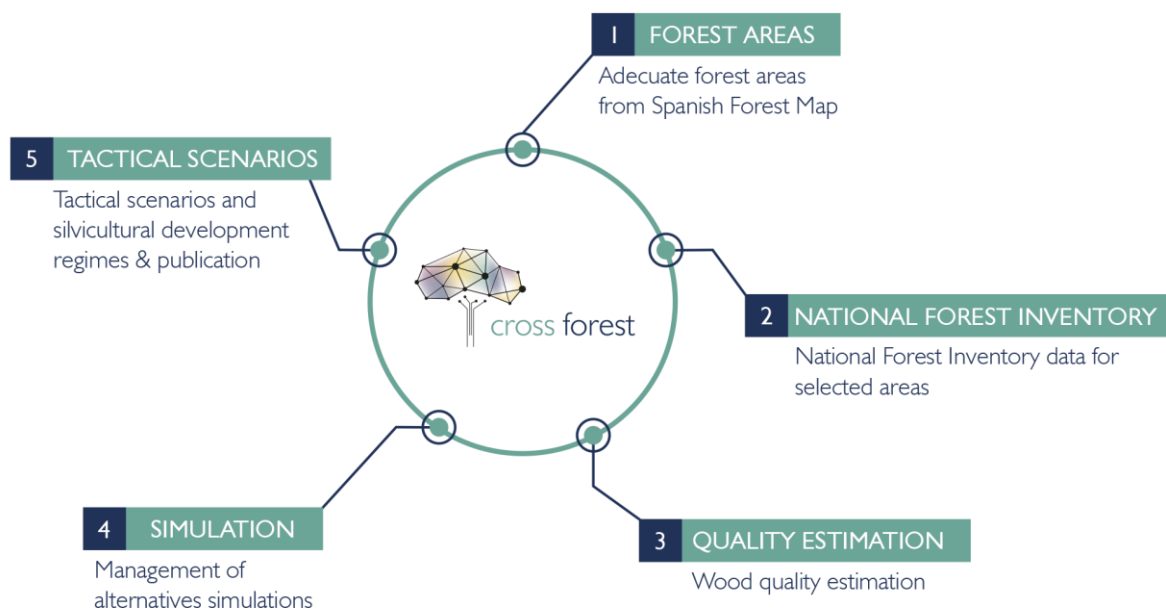 1 FOREST AREAS
Adecuate forest areas
from Spanish Forest Map
2 NATIONAL FOREST INVENTORY
National Forest Inventory data for
selected areas
3 QUALITY ESTIMATION
Wood quality estimation
4 SIMULATION
Management of
alternatives simulations
5 TACTICAL SCENARIOS
Tactical scenarios and
silvicultural development
regimes & publication
cross forest